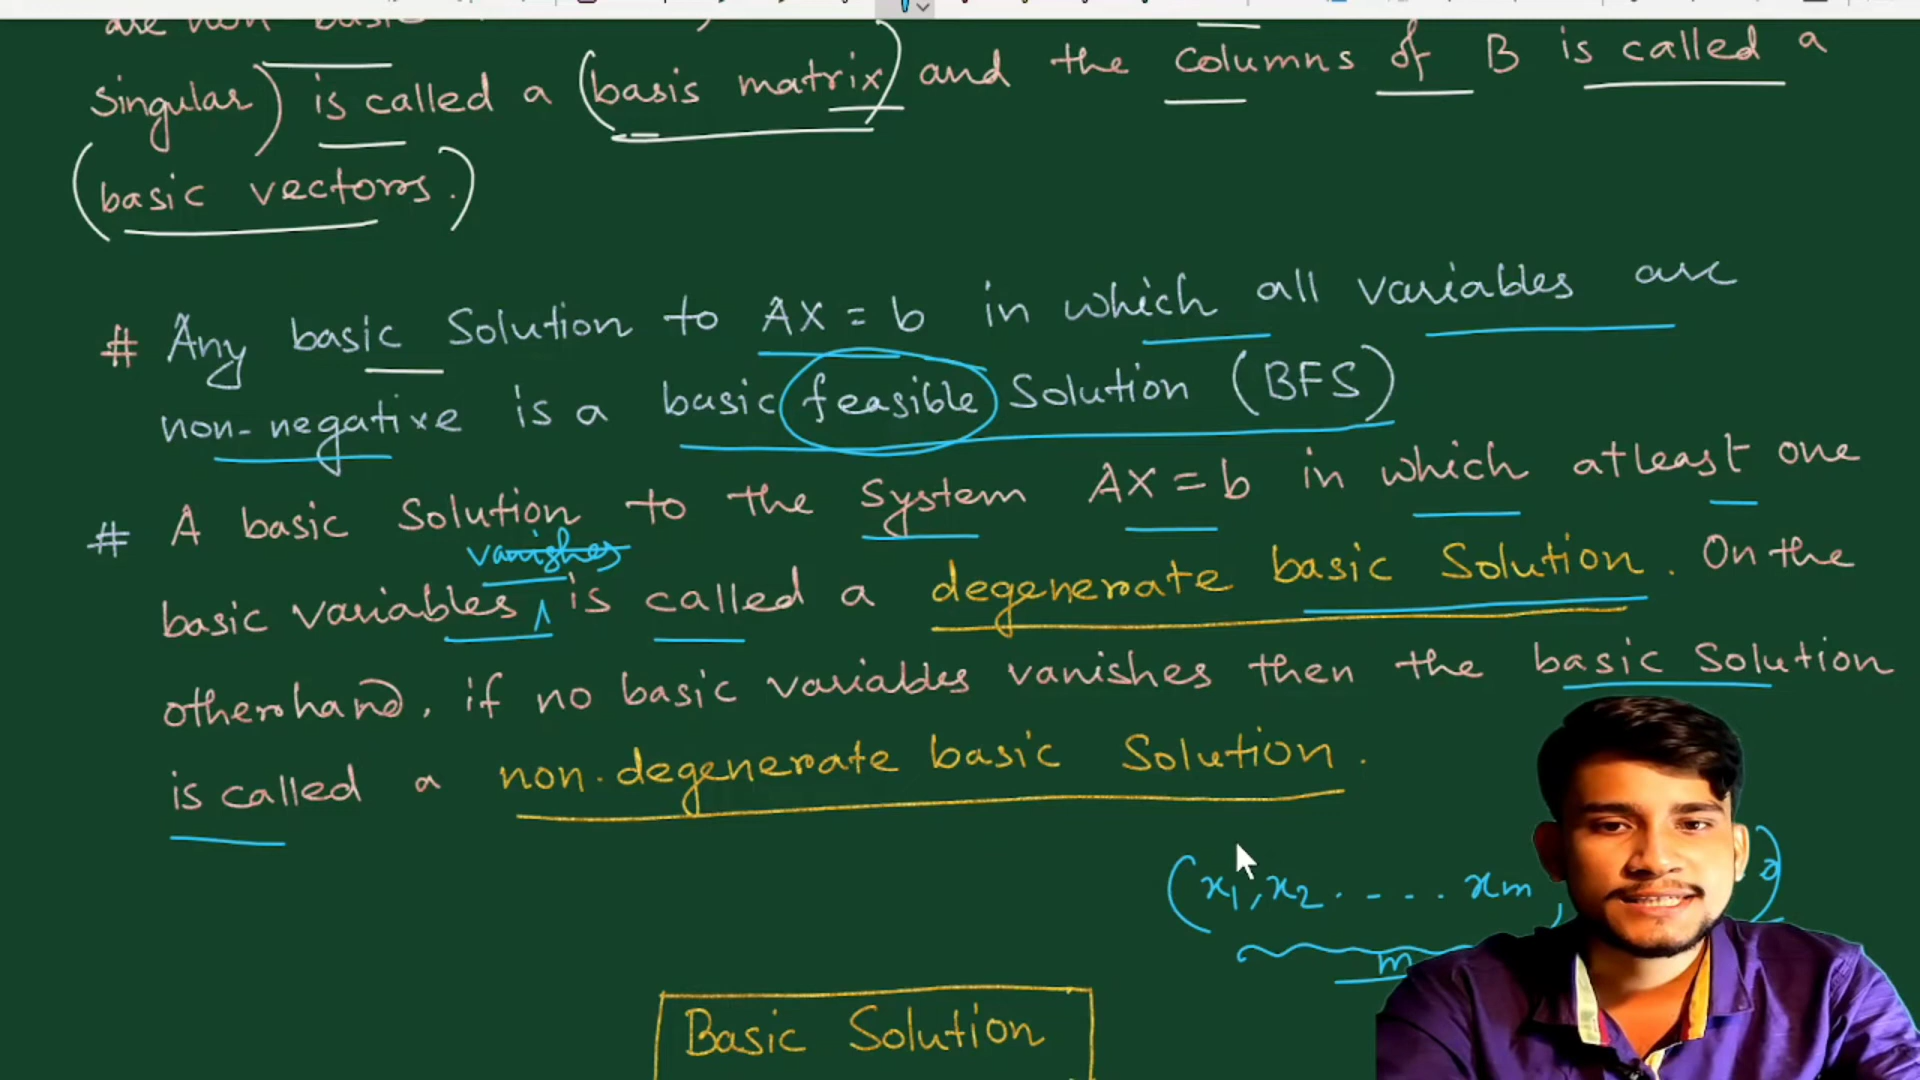 are non basic
singular) is called a (basis matrix) and the columns of B is called a
(basic vectors.)
# Any basic Solution to AX = b in which all variables are
non-negative is a basic feasible Solution (BFS)
# A basic Solution to the System AX = b in which atleast one
vanishes
basic variables ^ is called a degenerate basic Solution. On the
otherhand, if no basic variables vanishes then the basic Solution
is called a non-degenerate basic Solution.
(x1, x2 . - - - . xm,
m
Basic Solution